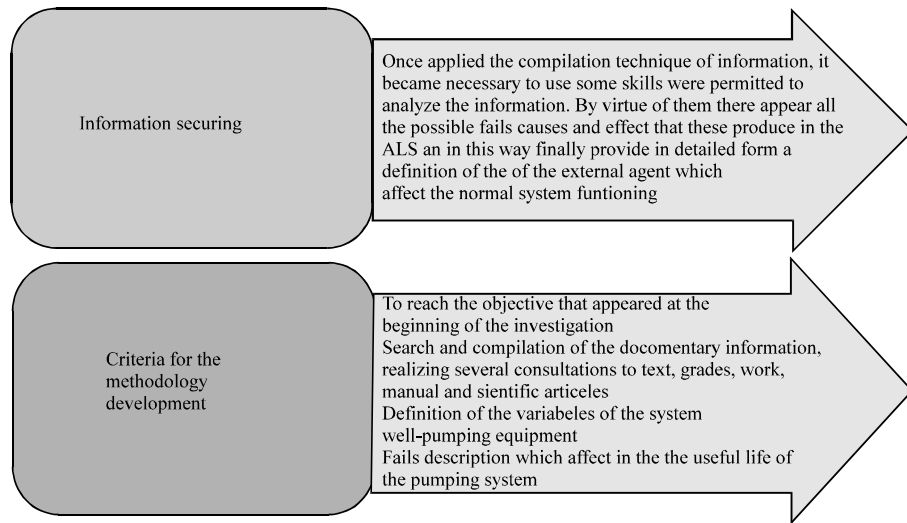 Information securing
Once applied the compilation technique of information, it
became necessary to use some skills were permitted to
analyze the information. By virtue of them there appear all
the possible fails causes and effect that these produce in the
ALS an in this way finally provide in detailed form a
definition of the of the external agent which
affect the normal system funtioning
Criteria for the
methodology
development
To reach the objective that appeared at the
beginning of the investigation
Search and compilation of the docomentary information,
realizing several consultations to text, grades, work,
manual and sientific articeles
Definition of the variabeles of the system
well-pumping equipment
Fails description which affect in the the useful life of
the pumping system